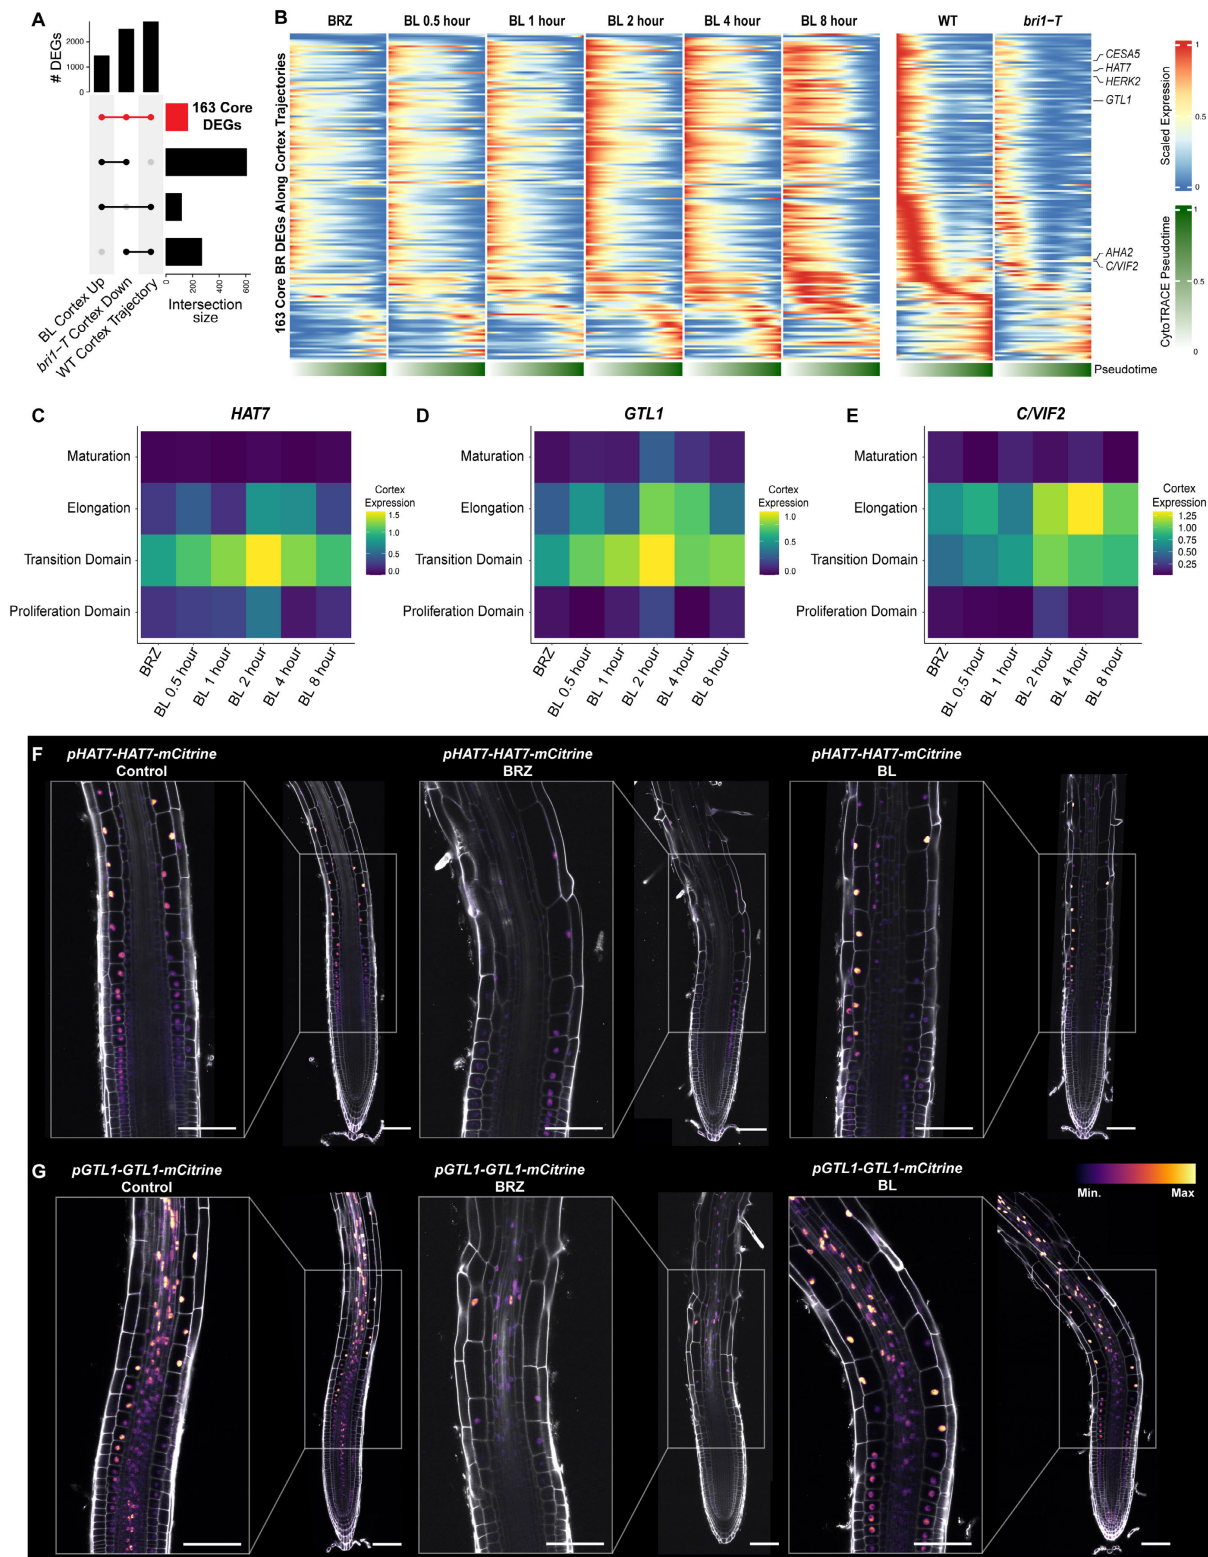 A
# DEGs
2000
1000
0
163 Core
DEGs
BL Cortex Up
bri1−T Cortex Down
WT Cortex Trajectory
0
200
400
600
Intersection
size
B
BRZ
BL 0.5 hour
BL 1 hour
BL 2 hour
BL 4 hour
BL 8 hour
WT
bri1−T
163 Core BR DEGs Along Cortex Trajectories
CESA5
HAT7
HERK2
GTL1
AHA2
C/VIF2
Pseudotime
Scaled Expression
1
0.5
0
CytoTRACE Pseudotime
1
0.5
0
C
HAT7
Maturation
Elongation
Transition Domain
Proliferation Domain
BRZ
BL 0.5 hour
BL 1 hour
BL 2 hour
BL 4 hour
BL 8 hour
Cortex
Expression
1.5
1.0
0.5
0.0
D
GTL1
Maturation
Elongation
Transition Domain
Proliferation Domain
BRZ
BL 0.5 hour
BL 1 hour
BL 2 hour
BL 4 hour
BL 8 hour
Cortex
Expression
1.0
0.5
0.0
E
C/VIF2
Maturation
Elongation
Transition Domain
Proliferation Domain
BRZ
BL 0.5 hour
BL 1 hour
BL 2 hour
BL 4 hour
BL 8 hour
Cortex
Expression
1.25
1.00
0.75
0.50
0.25
F
pHAT7-HAT7-mCitrine
Control
pHAT7-HAT7-mCitrine
BRZ
pHAT7-HAT7-mCitrine
BL
G
pGTL1-GTL1-mCitrine
Control
pGTL1-GTL1-mCitrine
BRZ
pGTL1-GTL1-mCitrine
BL
Min.
Max